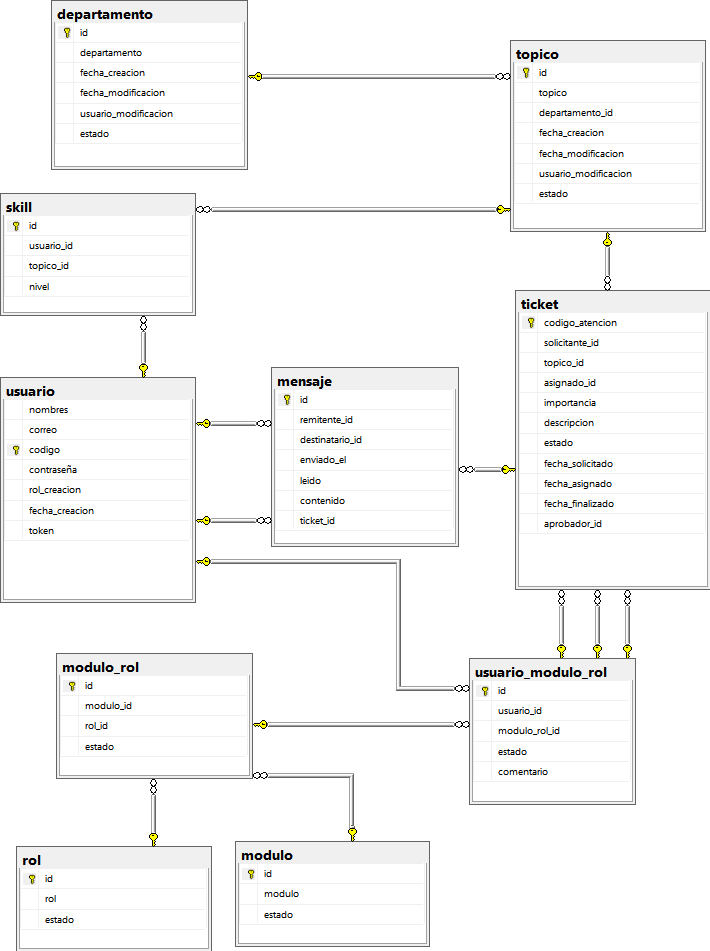 departamento
id
departamento
fecha_creacion
fecha_modificacion
usuario_modificacion
estado
topico
id
topico
departamento_id
fecha_creacion
fecha_modificacion
usuario_modificacion
estado
skill
id
usuario_id
topico_id
nivel
ticket
codigo_atencion
solicitante_id
topico_id
asignado_id
importancia
descripcion
estado
fecha_solicitado
fecha_asignado
fecha_finalizado
aprobador_id
usuario
nombres
correo
codigo
contraseña
rol_creacion
fecha_creacion
token
mensaje
id
remitente_id
destinatario_id
enviado_el
leido
contenido
ticket_id
modulo_rol
id
modulo_id
rol_id
estado
usuario_modulo_rol
id
usuario_id
modulo_rol_id
estado
comentario
rol
id
rol
estado
modulo
id
modulo
estado